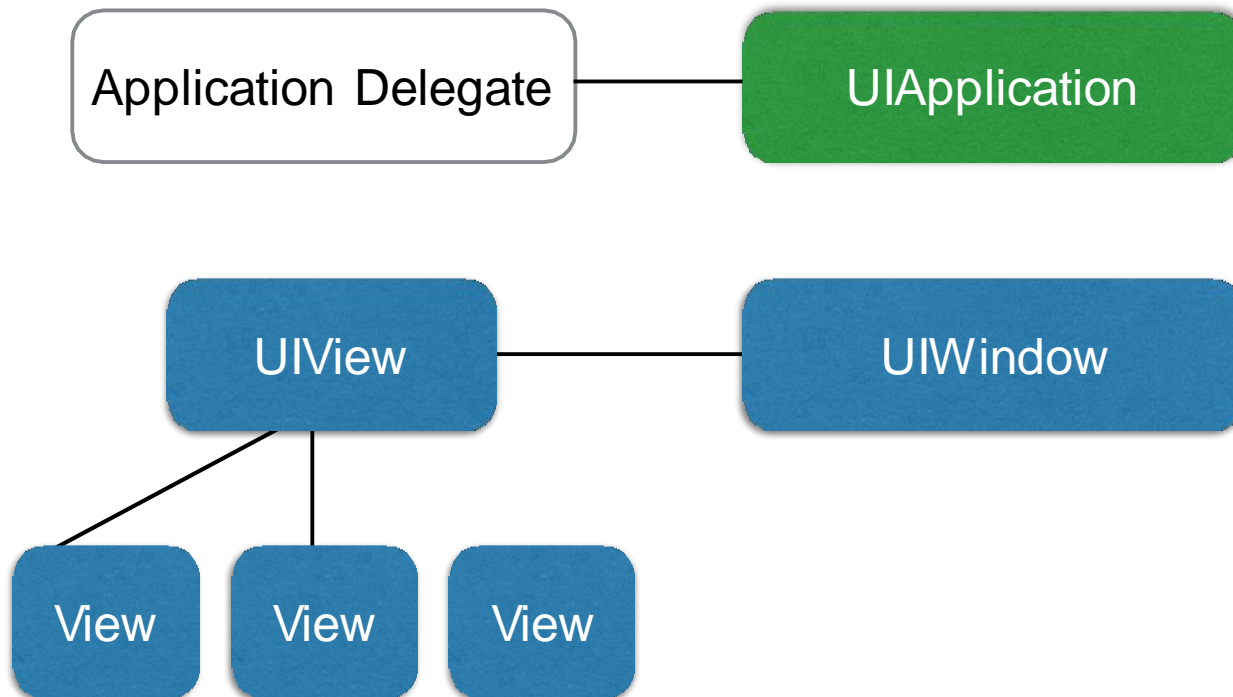 Application Delegate
UIApplication
UIView
UIWindow
View
View
View